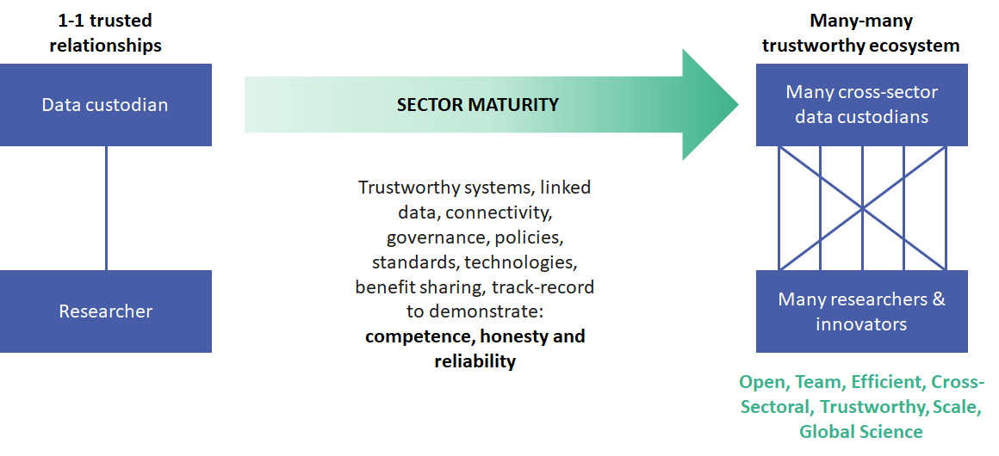 1-1 trusted
relationships
Data custodian
Researcher
SECTOR MATURITY
Trustworthy systems, linked
data, connectivity,
governance, policies,
standards, technologies,
benefit sharing, track-record
to demonstrate:
competence, honesty and
reliability
Many-many
trustworthy ecosystem
Many cross-sector
data custodians
Many researchers &
innovators
Open, Team, Efficient, Cross-
Sectoral, Trustworthy, Scale,
Global Science